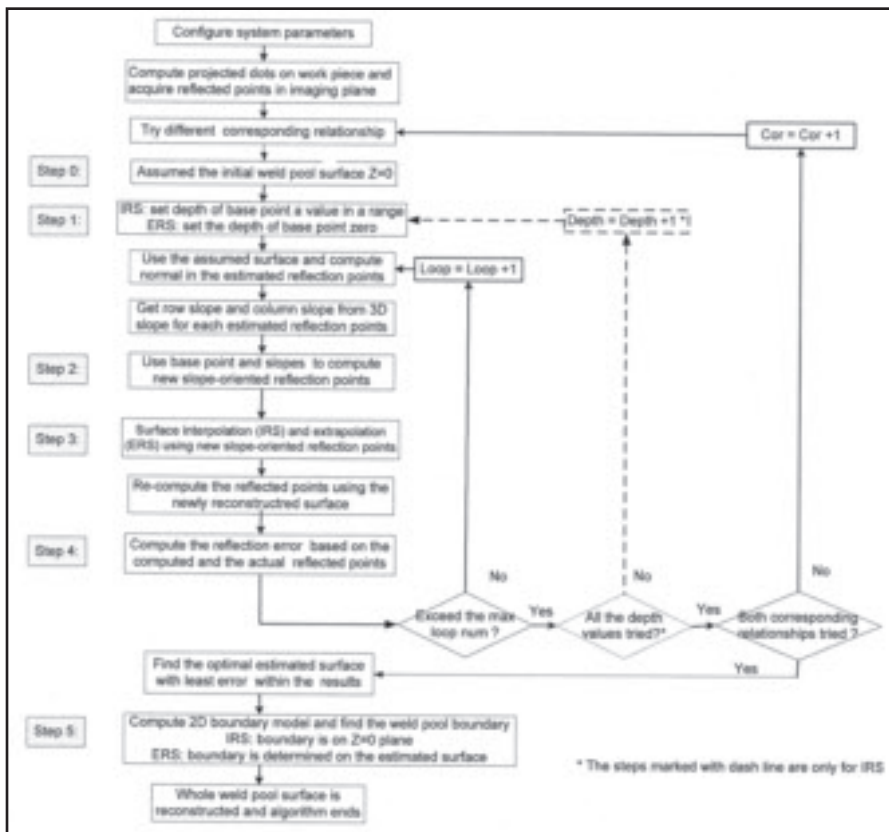 Configure system parameters
Compute projected dots on work piece and
acquire reflected points in imaging plane
Try different corresponding relationship
Cor = Cor +1
Step 0:
Assumed the initial weld pool surface Z=0
Step 1:
IRS: set depth of base point a value in a range
ERS: set the depth of base point zero
Depth = Depth +1 *
Use the assumed surface and compute
normal in the estimated reflection points
Loop = Loop +1
Get row slope and column slope from 3D
slope for each estimated reflection points
Step 2:
Use base point and slopes to compute
new slope-oriented reflection points
Step 3:
Surface interpolation (IRS) and extrapolation
(ERS) using new slope-oriented reflection points
Re-compute the reflected points using the
newly reconstructred surface
Step 4:
Compute the reflection error based on the
computed and the actual reflected points
No
No
No
Exceed the max
loop num ?
Yes
All the depth
values tried?*
Yes
Both corresponding
relationships tried ?
Yes
Find the optimal estimated surface
with least error within the results
Step 5:
Compute 2D boundary model and find the weld pool boundary
IRS: boundary is on Z=0 plane
ERS: boundary is determined on the estimated surface
* The steps marked with dash line are only for IRS
Whole weld pool surface is
reconstructed and algorithm ends